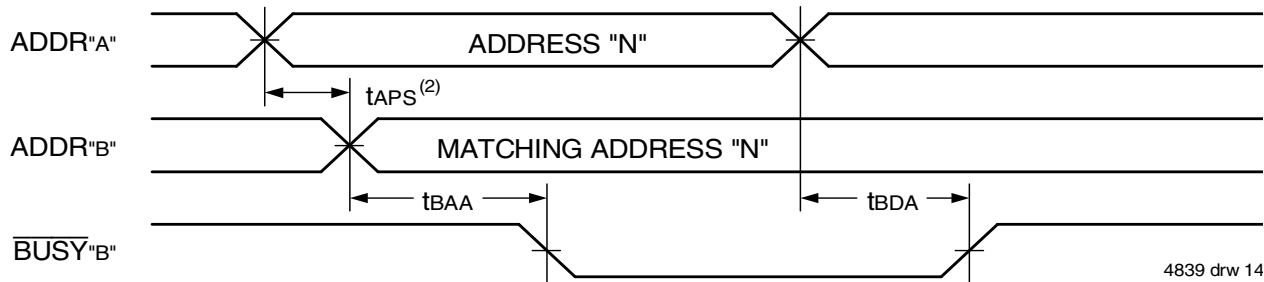 ADDR"A"
ADDRESS "N"
tAPS(2)
ADDR"B"
MATCHING ADDRESS "N"
tBAA
tBDA
BUSY"B"
4839 drw 14